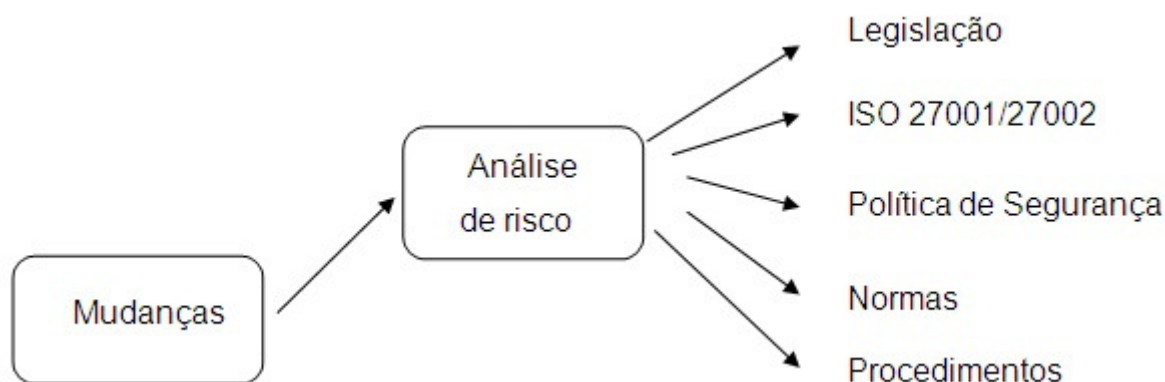 Legislação
ISO 27001/27002
Análise
de risco
Política de Segurança
Mudanças
Normas
Procedimentos